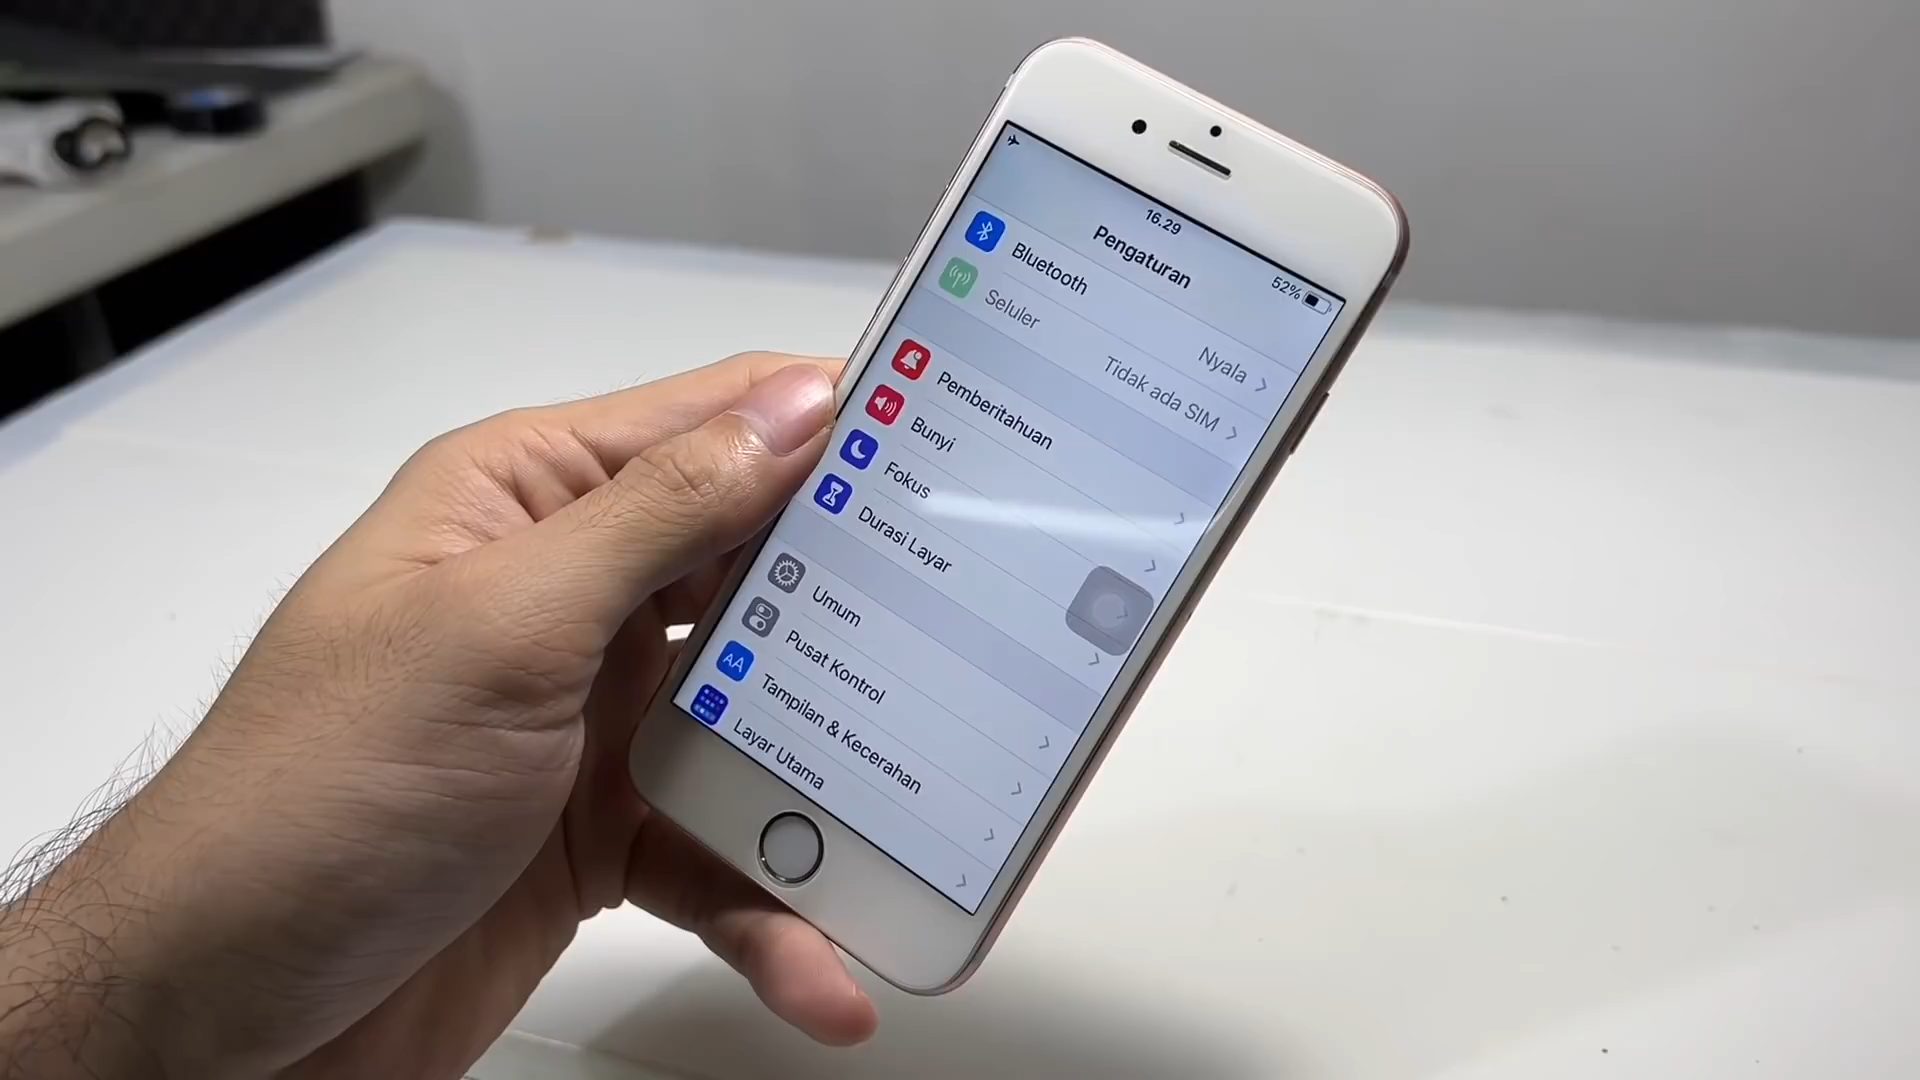 16.29
52%
Pengaturan
Bluetooth
Nyala
Seluler
Tidak ada SIM
Pemberitahuan
Bunyi
Fokus
Durasi Layar
Umum
Pusat Kontrol
AA
Tampilan & Kecerahan
Layar Utama